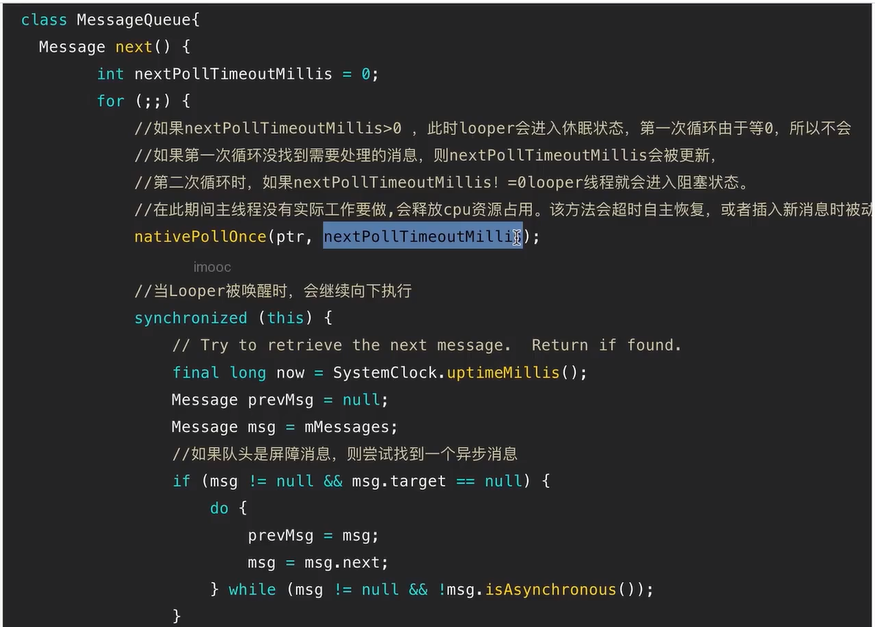 class MessageQueue{
Message next() {
int nextPollTimeoutMillis = 0;
for (;;) {
//如果nextPollTimeoutMillis>0 ，此时looper会进入休眠状态，第一次循环由于等0，所以不会
//如果第一次循环没找到需要处理的消息，则nextPollTimeoutMillis会被更新，
//第二次循环时，如果nextPollTimeoutMillis！=0looper线程就会进入阻塞状态。
//在此期间主线程没有实际工作要做,会释放cpu资源占用。该方法会超时自主恢复，或者插入新消息时被动
nativePollOnce(ptr, nextPollTimeoutMillis);
imooc
//当Looper被唤醒时，会继续向下执行
synchronized (this) {
// Try to retrieve the next message.  Return if found.
final long now = SystemClock.uptimeMillis();
Message prevMsg = null;
Message msg = mMessages;
//如果队头是屏障消息，则尝试找到一个异步消息
if (msg != null && msg.target == null) {
do {
prevMsg = msg;
msg = msg.next;
} while (msg != null && !msg.isAsynchronous());
}